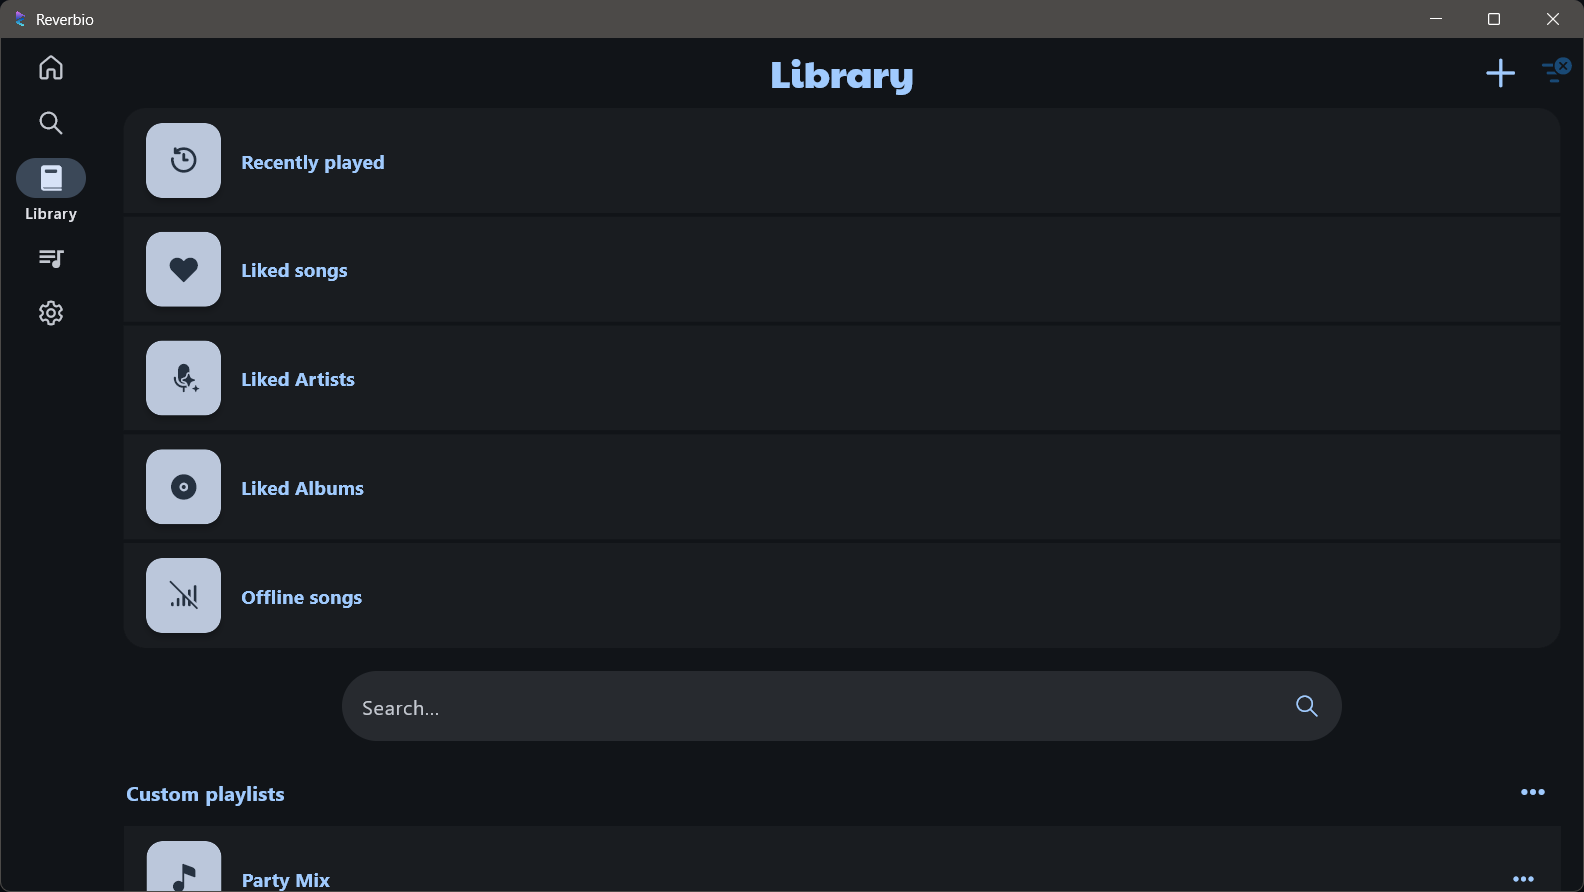 Reverbio
Library
Library
Recently played
Liked songs
Liked Artists
Liked Albums
Offline songs
Search...
Custom playlists
Party Mix